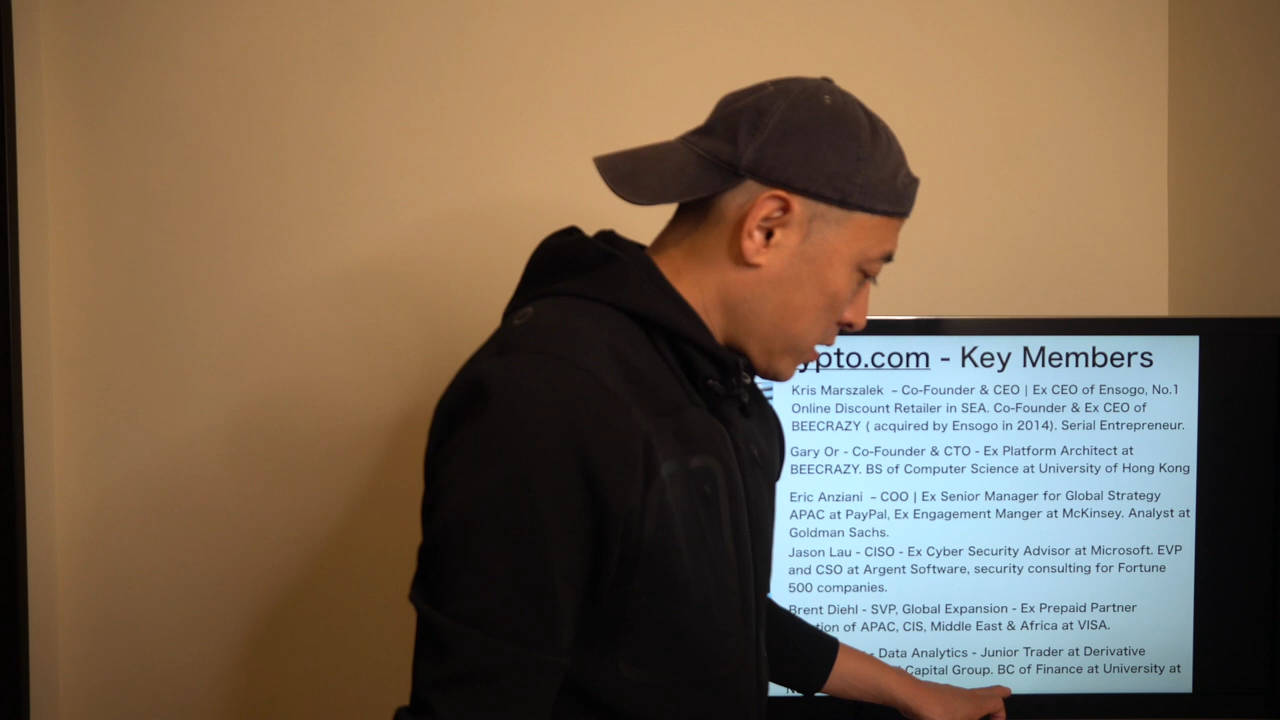 ypto.com - Key Members
Kris Marszalek – Co-Founder & CEO | Ex CEO of Ensogo, No.1
Online Discount Retailer in SEA. Co-Founder & Ex CEO of
BEECRAZY ( acquired by Ensogo in 2014). Serial Entrepreneur.
Gary Or - Co-Founder & CTO - Ex Platform Architect at
BEECRAZY. BS of Computer Science at University of Hong Kong
Eric Anziani – COO | Ex Senior Manager for Global Strategy
APAC at PayPal, Ex Engagement Manger at McKinsey. Analyst at
Goldman Sachs.
Jason Lau - CISO - Ex Cyber Security Advisor at Microsoft. EVP
and CSO at Argent Software, security consulting for Fortune
500 companies.
Brent Diehl - SVP, Global Expansion - Ex Prepaid Partner
tion of APAC, CIS, Middle East & Africa at VISA.
- Data Analytics - Junior Trader at Derivative
Capital Group. BC of Finance at University at